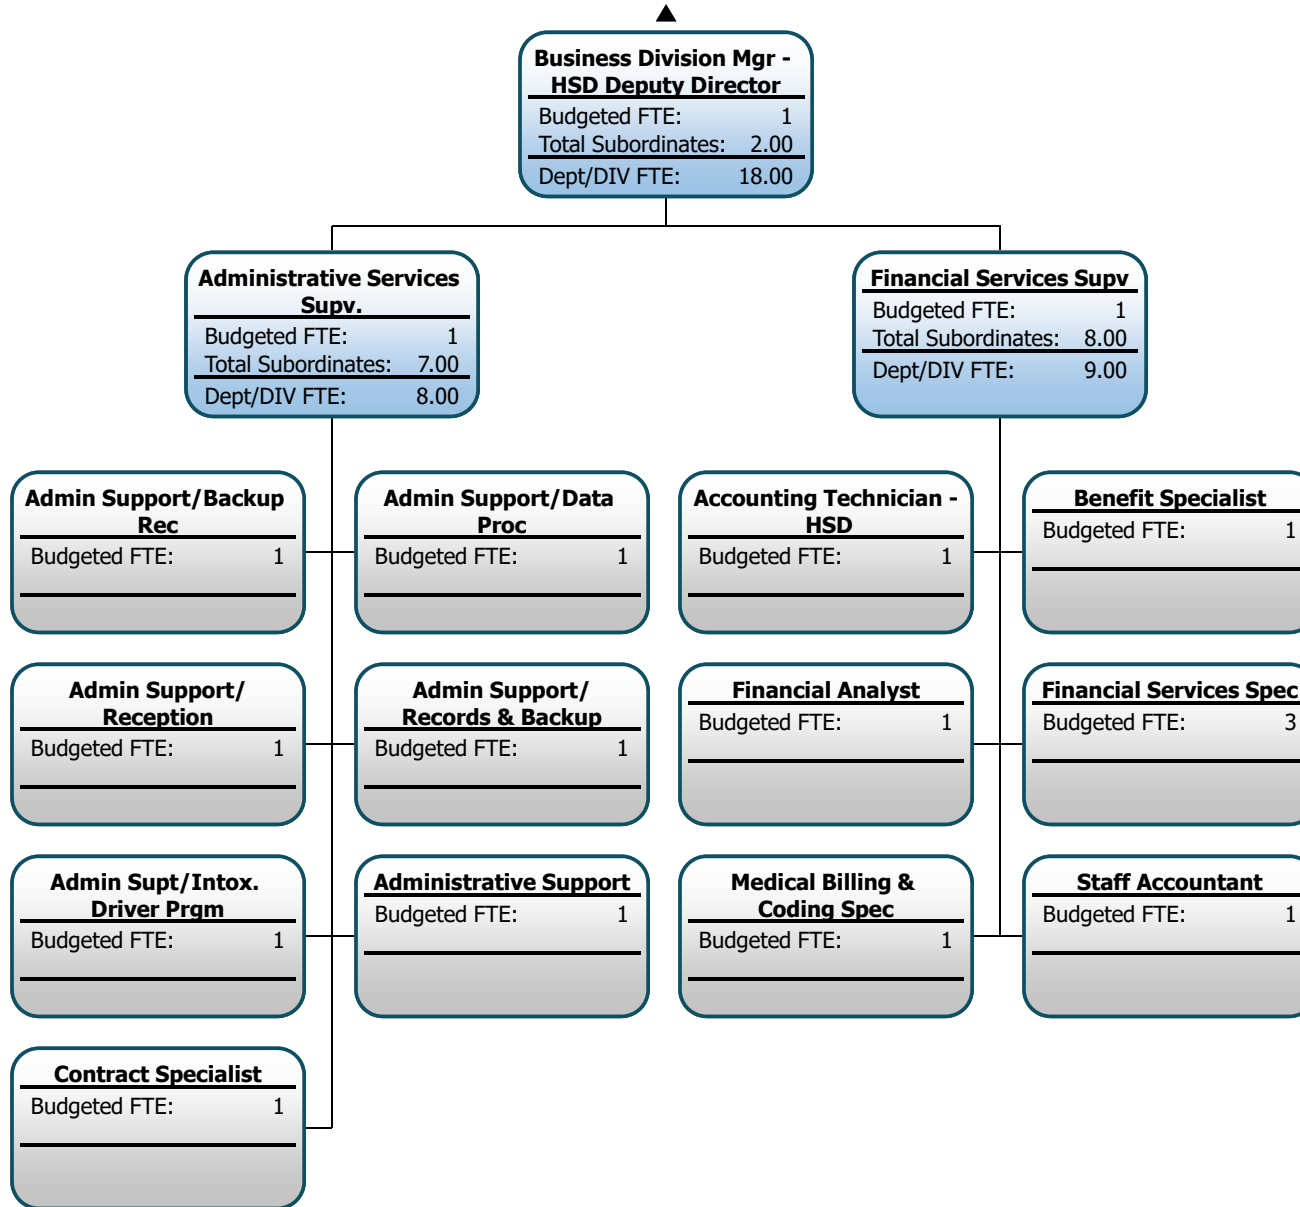 Business Division Mgr -
HSD Deputy Director
Budgeted FTE: 1
Total Subordinates: 2.00
Dept/DIV FTE: 18.00
Administrative Services
Supv.
Budgeted FTE: 1
Total Subordinates: 7.00
Dept/DIV FTE: 8.00
Financial Services Supv
Budgeted FTE: 1
Total Subordinates: 8.00
Dept/DIV FTE: 9.00
Admin Support/Backup
Rec
Budgeted FTE: 1
Admin Support/Data
Proc
Budgeted FTE: 1
Accounting Technician -
HSD
Budgeted FTE: 1
Benefit Specialist
Budgeted FTE: 1
Admin Support/
Reception
Budgeted FTE: 1
Admin Support/
Records & Backup
Budgeted FTE: 1
Financial Analyst
Budgeted FTE: 1
Financial Services Spec
Budgeted FTE: 3
Admin Supt/Intox.
Driver Prgm
Budgeted FTE: 1
Administrative Support
Budgeted FTE: 1
Medical Billing &
Coding Spec
Budgeted FTE: 1
Staff Accountant
Budgeted FTE: 1
Contract Specialist
Budgeted FTE: 1